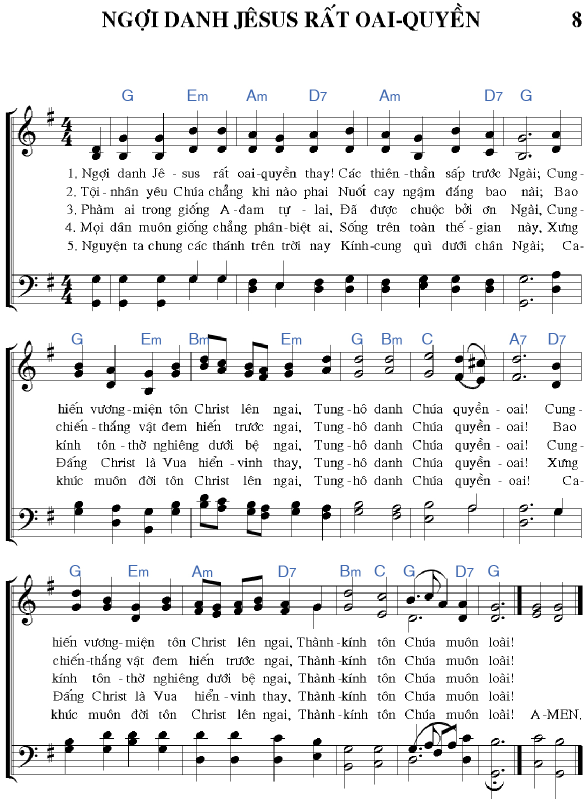 NGỢI DANH JÊSUS RẤT OAI-QUYỀN 8
G Em Am D7 Am D7 G
1. Ngợi danh Jê - sus rất oai-quyền thay! Các thiên-thần sấp trước Ngài; Cung-
2. Tội-nhân yêu Chúa chẳng khi nào phai Nuốt cay ngậm đắng bao nài; Bao
3. Phàm ai trong giống A-đam tự - lai, Đã được chuộc bởi ơn Ngài, Cung-
4. Mọi dân muôn giống chẳng phân-biệt ai, Sống trên toàn thế-gian này, Xưng
5. Nguyện ta chung các thánh trên trời nay Kính-cung quì dưới chân Ngài; Ca-
G Em Bm Em G Bm C A7 D7
hiến vương-miện tôn Christ lên ngai, Tung-hô danh Chúa quyền-oai! Cung-
chiến-thắng vật đem hiến trước ngai, Tung-hô danh Chúa quyền-oai! Bao
kính tôn-thờ nghiêng dưới bệ ngai, Tung-hô danh Chúa quyền-oai! Cung-
Đấng Christ là Vua hiển-vinh thay, Tung-hô danh Chúa quyền-oai! Xưng
khúc muôn đời tôn Christ lên ngai, Tung-hô danh Chúa quyền-oai! Ca-
G Em Am D7 Bm C G D7 G
hiến vương-miện tôn Christ lên ngai, Thành-kính tôn Chúa muôn loài!
chiến-thắng vật đem hiến trước ngai, Thành-kính tôn Chúa muôn loài!
kính tôn-thờ nghiêng dưới bệ ngai, Thành-kính tôn Chúa muôn loài!
Đấng Christ là Vua hiển-vinh thay, Thành-kính tôn Chúa muôn loài!
khúc muôn đời tôn Christ lên ngai, Thành-kính tôn Chúa muôn loài! A-MEN.